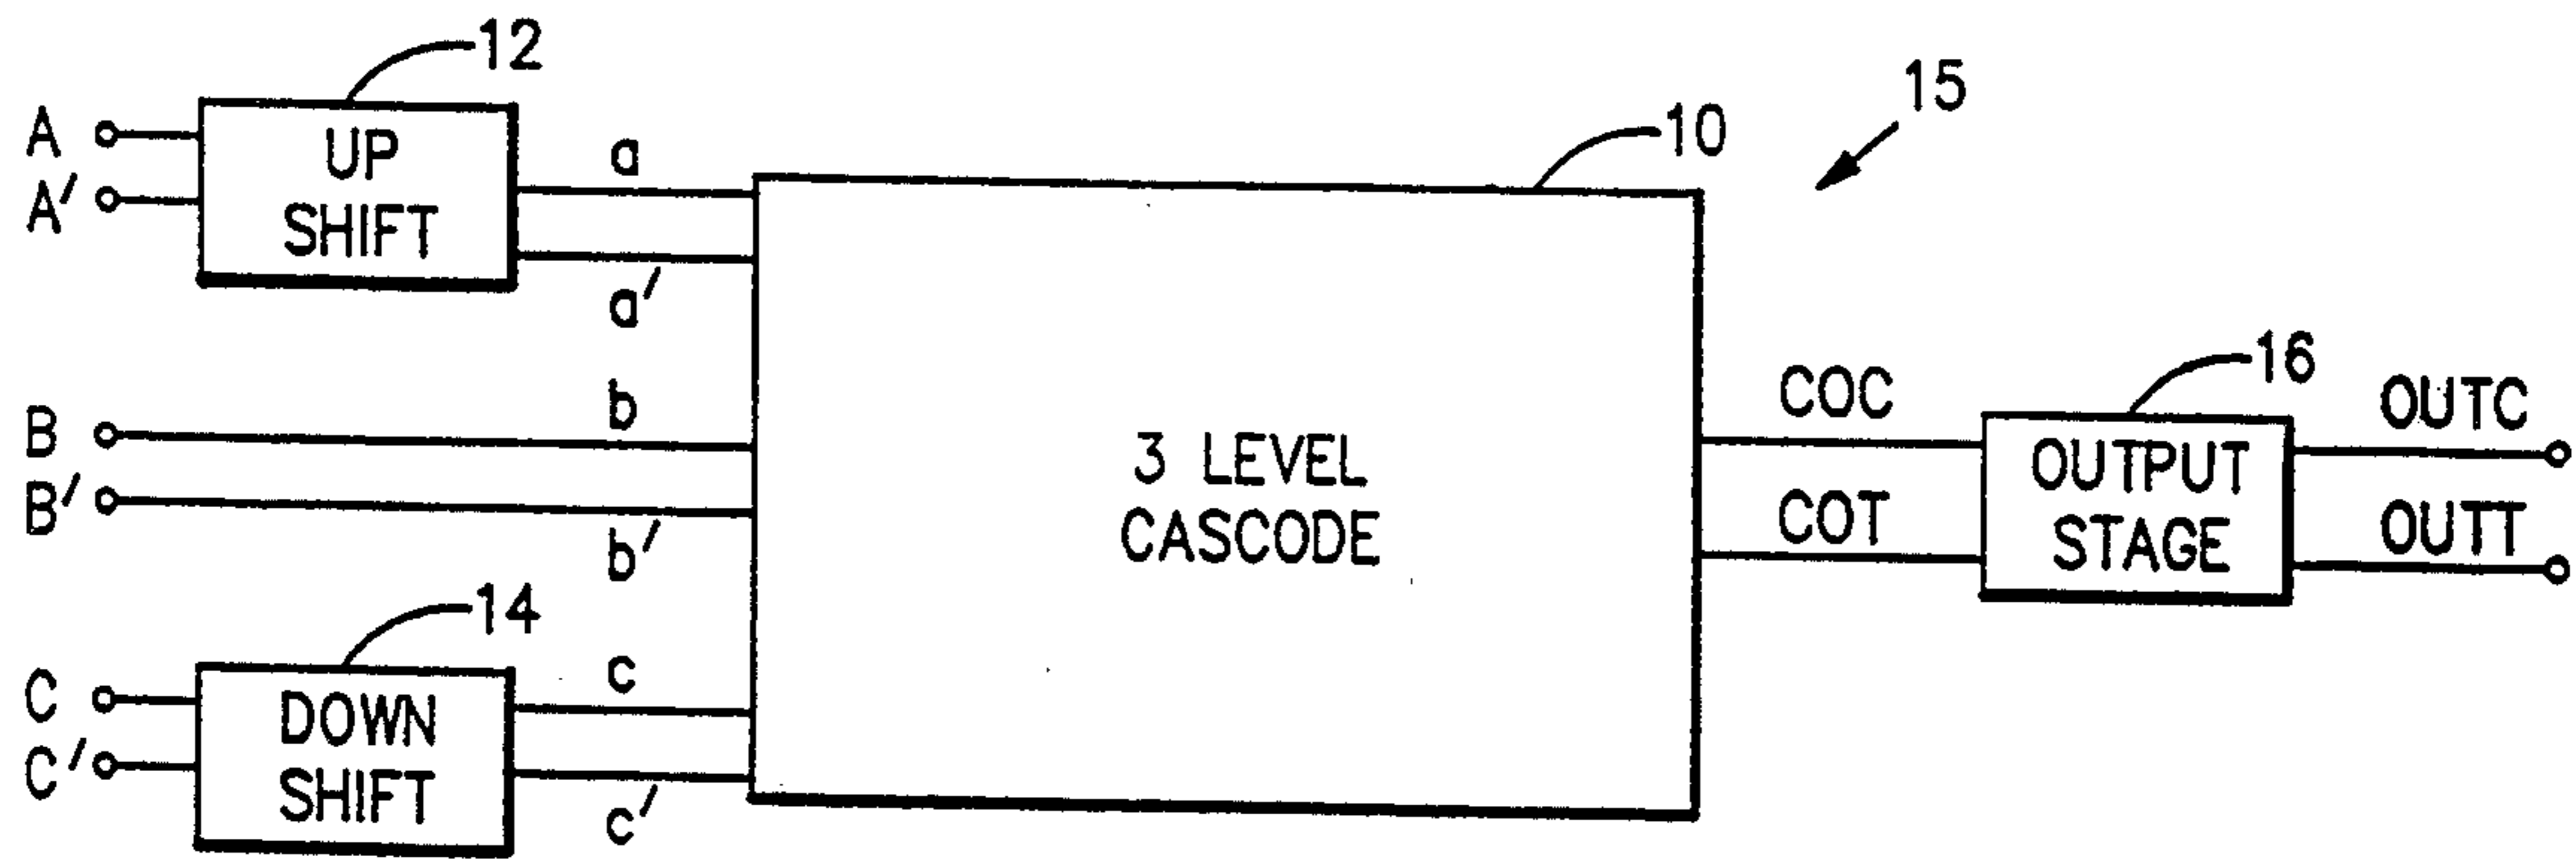 12
15
A
UP
SHIFT
A′
a
10
a′
B
b
3 LEVEL
CASCODE
COC
16
OUTC
OUTPUT
STAGE
B′
b′
COT
OUTT
14
C
DOWN
SHIFT
c
C′
c′